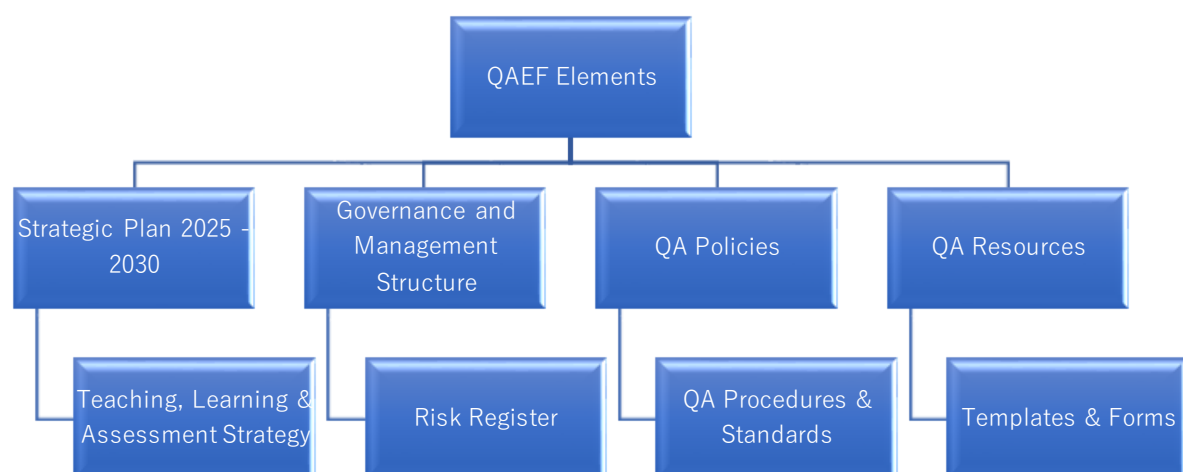 QAEF Elements
Strategic Plan 2025 -
2030
Governance and
Management
Structure
QA Policies
QA Resources
Teaching, Learning &
Assessment Strategy
Risk Register
QA Procedures &
Standards
Templates & Forms